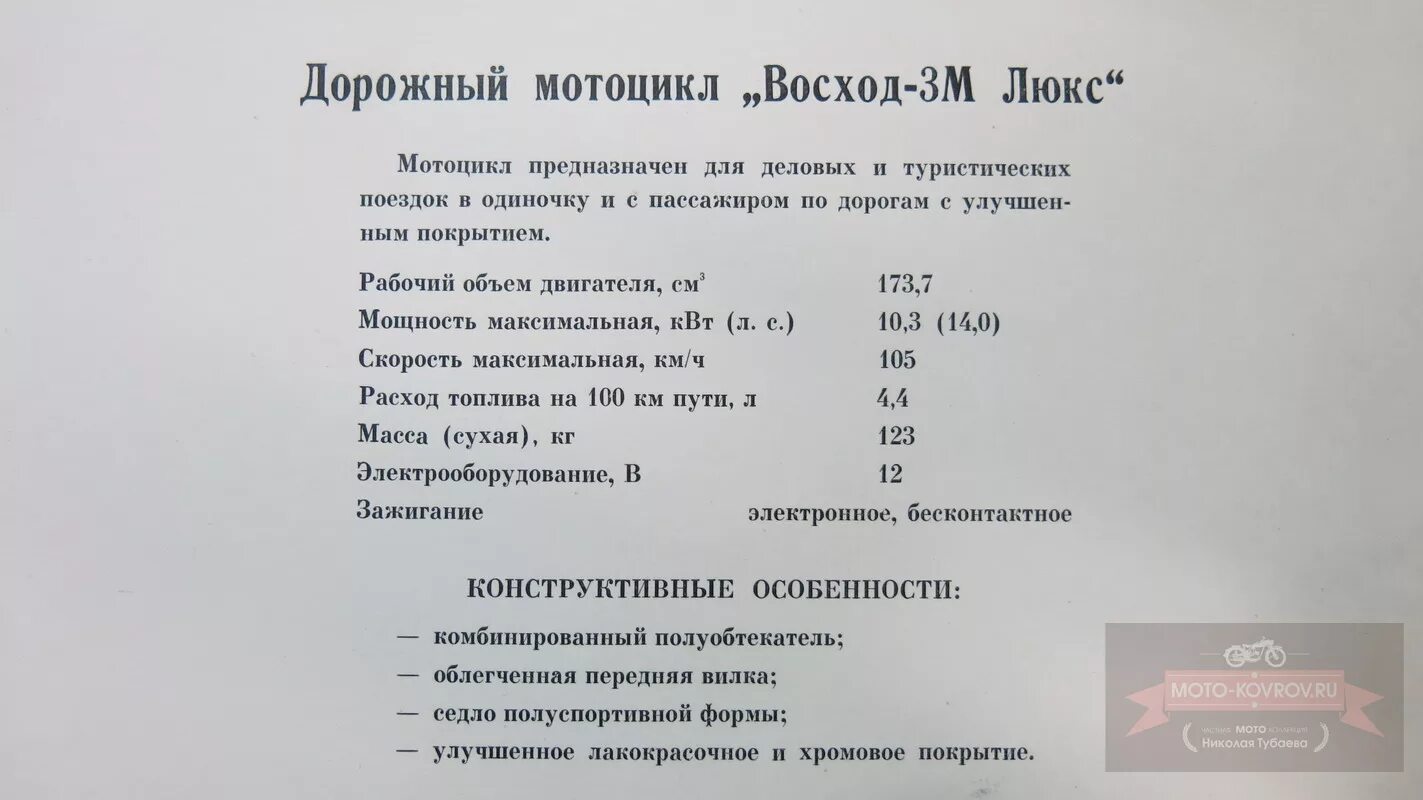 Дорожный мотоцикл „Восход-3М Люкс“
Мотоцикл предназначен для деловых и туристических
поездок в одиночку и с пассажиром по дорогам с улучшен-
ным покрытием.
Рабочий объем двигателя, см³ 173,7
Мощность максимальная, кВт (л. с.) 10,3 (14,0)
Скорость максимальная, км/ч 105
Расход топлива на 100 км пути, л 4,4
Масса (сухая), кг 123
Электрооборудование, В 12
Зажигание электронное, бесконтактное
КОНСТРУКТИВНЫЕ ОСОБЕННОСТИ:
— комбинированный полуобтекатель;
— облегченная передняя вилка;
— седло полуспортивной формы;
— улучшенное лакокрасочное и хромовое покрытие.
MOTO-KOVROV.RU
ЧАСТНАЯ МОТО КОЛЛЕКЦИЯ
Николая Тубаева